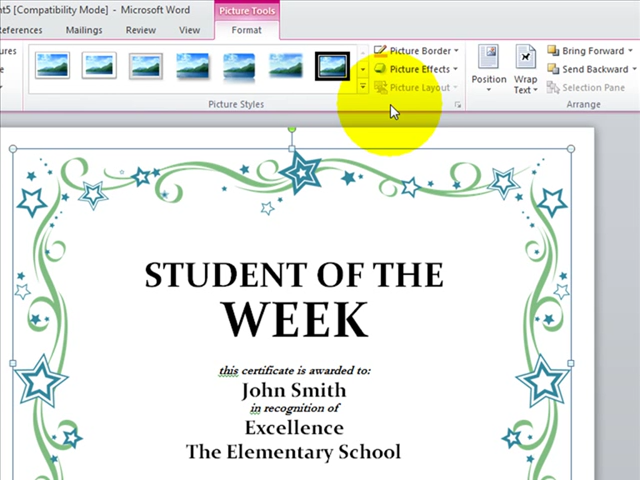 nt5 [Compatibility Mode] - Microsoft Word
Picture Tools
References Mailings Review View Format
Picture Border
Picture Effects
Picture Layout
Position
Wrap Text
Bring Forward
Send Backward
Selection Pane
Picture Styles
Arrange
STUDENT OF THE
WEEK
this certificate is awarded to:
John Smith
in recognition of
Excellence
The Elementary School